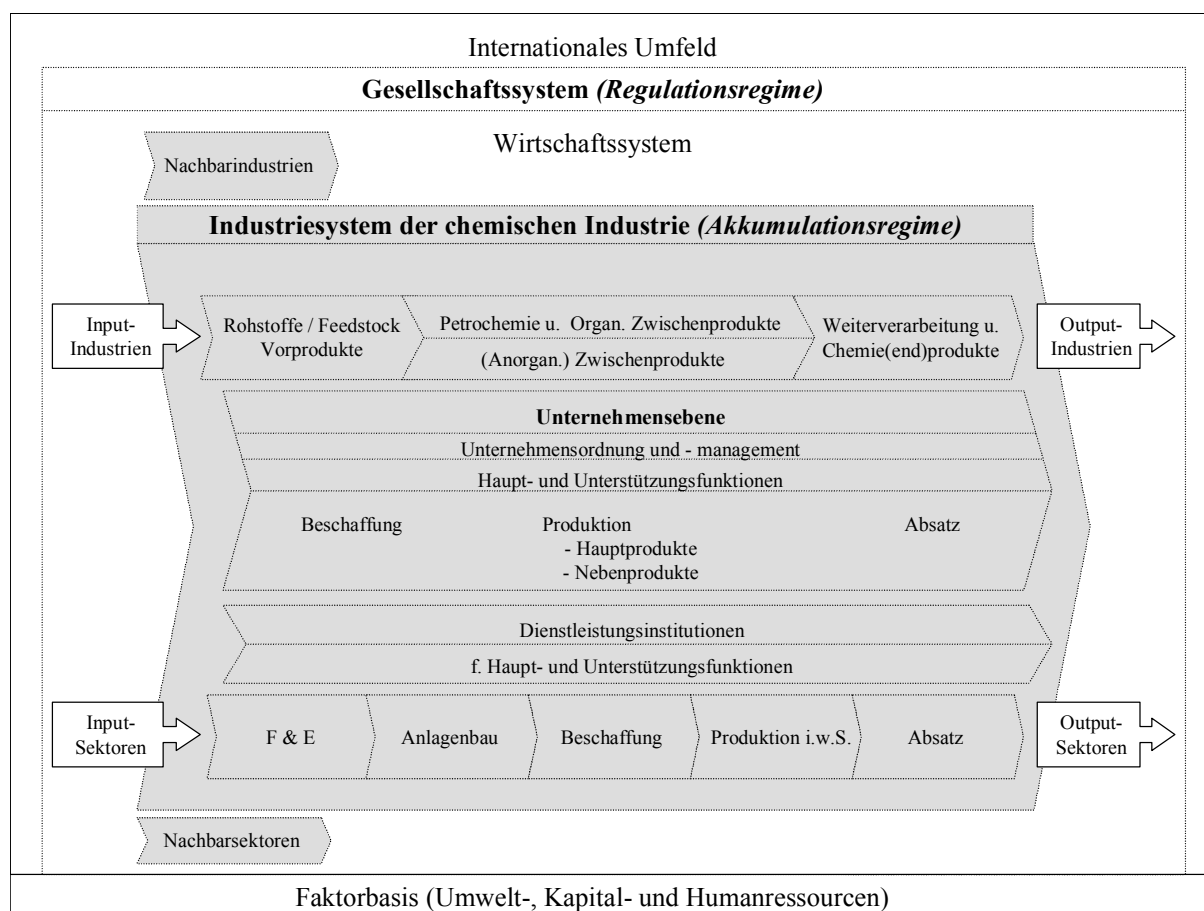 Internationales Umfeld
Gesellschaftssystem (Regulationsregime)
Wirtschaftssystem
Nachbarindustrien
Industriesystem der chemischen Industrie (Akkumulationsregime)
Input-
Industrien
Rohstoffe / Feedstock
Vorprodukte
Petrochemie u. Organ. Zwischenprodukte
(Anorgan.) Zwischenprodukte
Weiterverarbeitung u.
Chemie(end)produkte
Output-
Industrien
Unternehmensebene
Unternehmensordnung und - management
Haupt- und Unterstützungsfunktionen
Beschaffung
Produktion
- Hauptprodukte
- Nebenprodukte
Absatz
Dienstleistungsinstitutionen
f. Haupt- und Unterstützungsfunktionen
Input-
Sektoren
F & E
Anlagenbau
Beschaffung
Produktion i.w.S.
Absatz
Output-
Sektoren
Nachbarsektoren
Faktorbasis (Umwelt-, Kapital- und Humanressourcen)